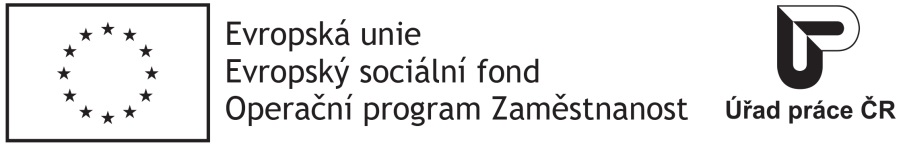 Evropská unie
Evropský sociální fond
Operační program Zaměstnanost
Úřad práce ČR